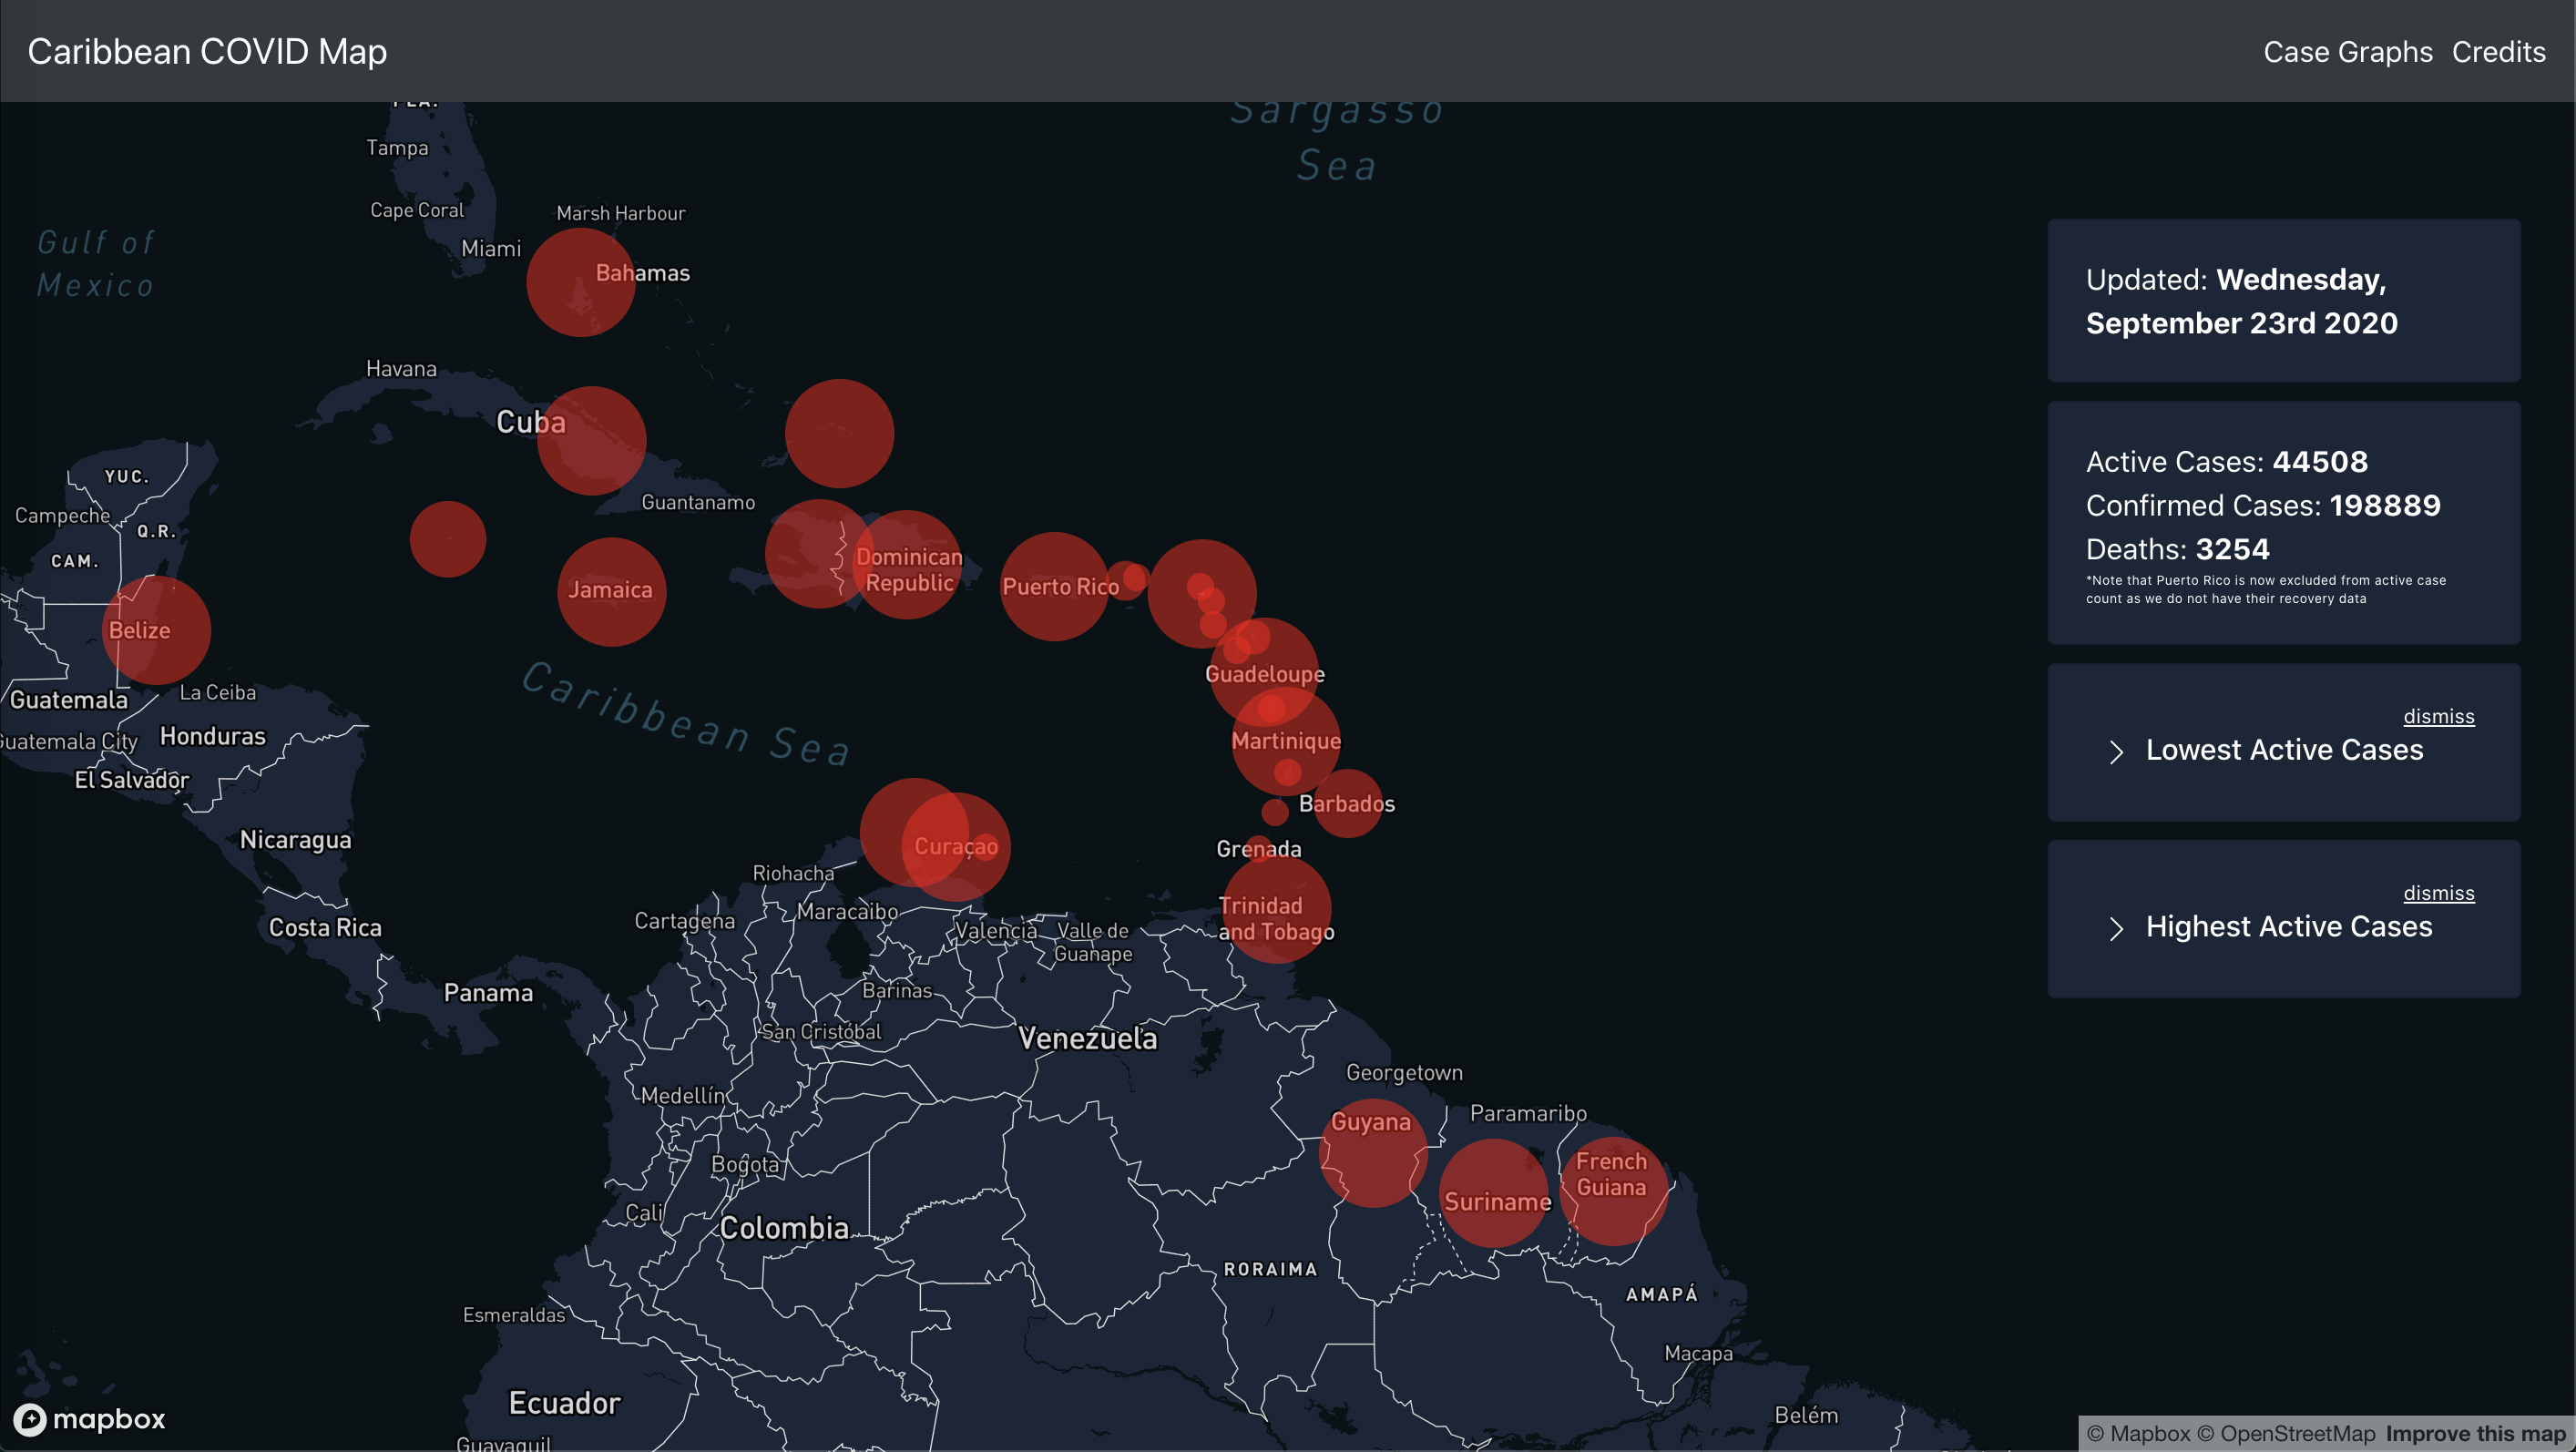 Caribbean COVID Map
Case Graphs Credits
Sargasso
Sea
Tampa
Cape Coral
Miami
Marsh Harbour
Bahamas
Gulf of
Mexico
Havana
Cuba
Guantanamo
YUC.
Campeche
Q.R.
CAM.
Belize
Jamaica
Dominican
Republic
Puerto Rico
Guadeloupe
Martinique
Barbados
Grenada
Trinidad
and Tobago
Caribbean Sea
Guatemala
La Ceiba
Honduras
Guatemala City
El Salvador
Nicaragua
Costa Rica
Panama
Curaçao
Riohacha
Maracaibo
Cartagena
Valencia
Valle de
Guanape
Barinas
San Cristóbal
Venezuela
Medellín
Bogota
Cali
Colombia
Georgetown
Guyana
Paramaribo
Suriname
French
Guiana
RORAIMA
AMAPÁ
Macapa
Belém
Esmeraldas
Ecuador
Guayaquil
Updated: Wednesday,
September 23rd 2020
Active Cases: 44508
Confirmed Cases: 198889
Deaths: 3254
*Note that Puerto Rico is now excluded from active case
count as we do not have their recovery data
dismiss
Lowest Active Cases
dismiss
Highest Active Cases
mapbox
© Mapbox © OpenStreetMap Improve this map